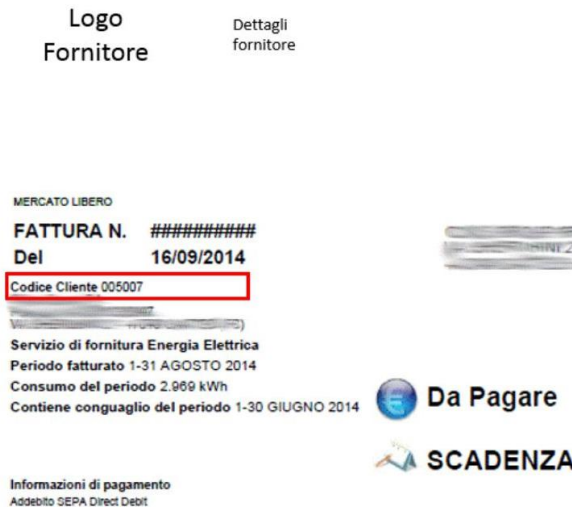 Logo
Fornitore
Dettagli
fornitore
MERCATO LIBERO
FATTURA N. ##########
Del 16/09/2014
Codice Cliente 005007
Servizio di fornitura Energia Elettrica
Periodo fatturato 1-31 AGOSTO 2014
Consumo del periodo 2.969 kWh
Contiene conguaglio del periodo 1-30 GIUGNO 2014
Da Pagare
SCADENZA
Informazioni di pagamento
Addebito SEPA Direct Debit